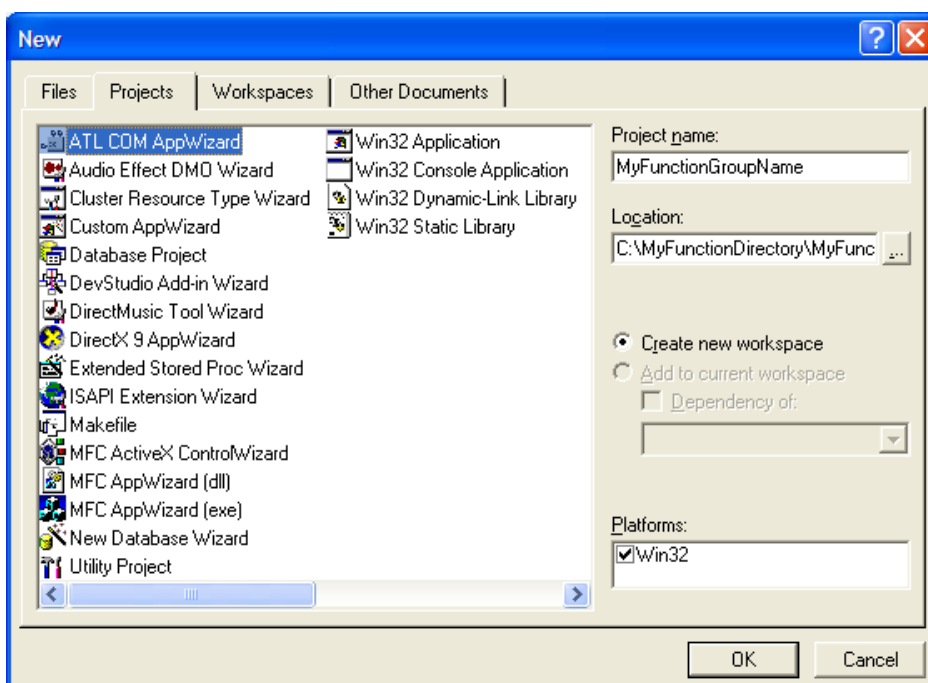 New
Files
Projects
Workspaces
Other Documents
ATL COM AppWizard
Audio Effect DMO Wizard
Cluster Resource Type Wizard
Custom AppWizard
Database Project
DevStudio Add-in Wizard
DirectMusic Tool Wizard
DirectX 9 AppWizard
Extended Stored Proc Wizard
ISAPI Extension Wizard
Makefile
MFC ActiveX ControlWizard
MFC AppWizard (dll)
MFC AppWizard (exe)
New Database Wizard
Utility Project
Win32 Application
Win32 Console Application
Win32 Dynamic-Link Library
Win32 Static Library
Project name:
MyFunctionGroupName
Location:
C:\MyFunctionDirectory\MyFunc
...
Create new workspace
Add to current workspace
Dependency of:
Platforms:
Win32
OK
Cancel